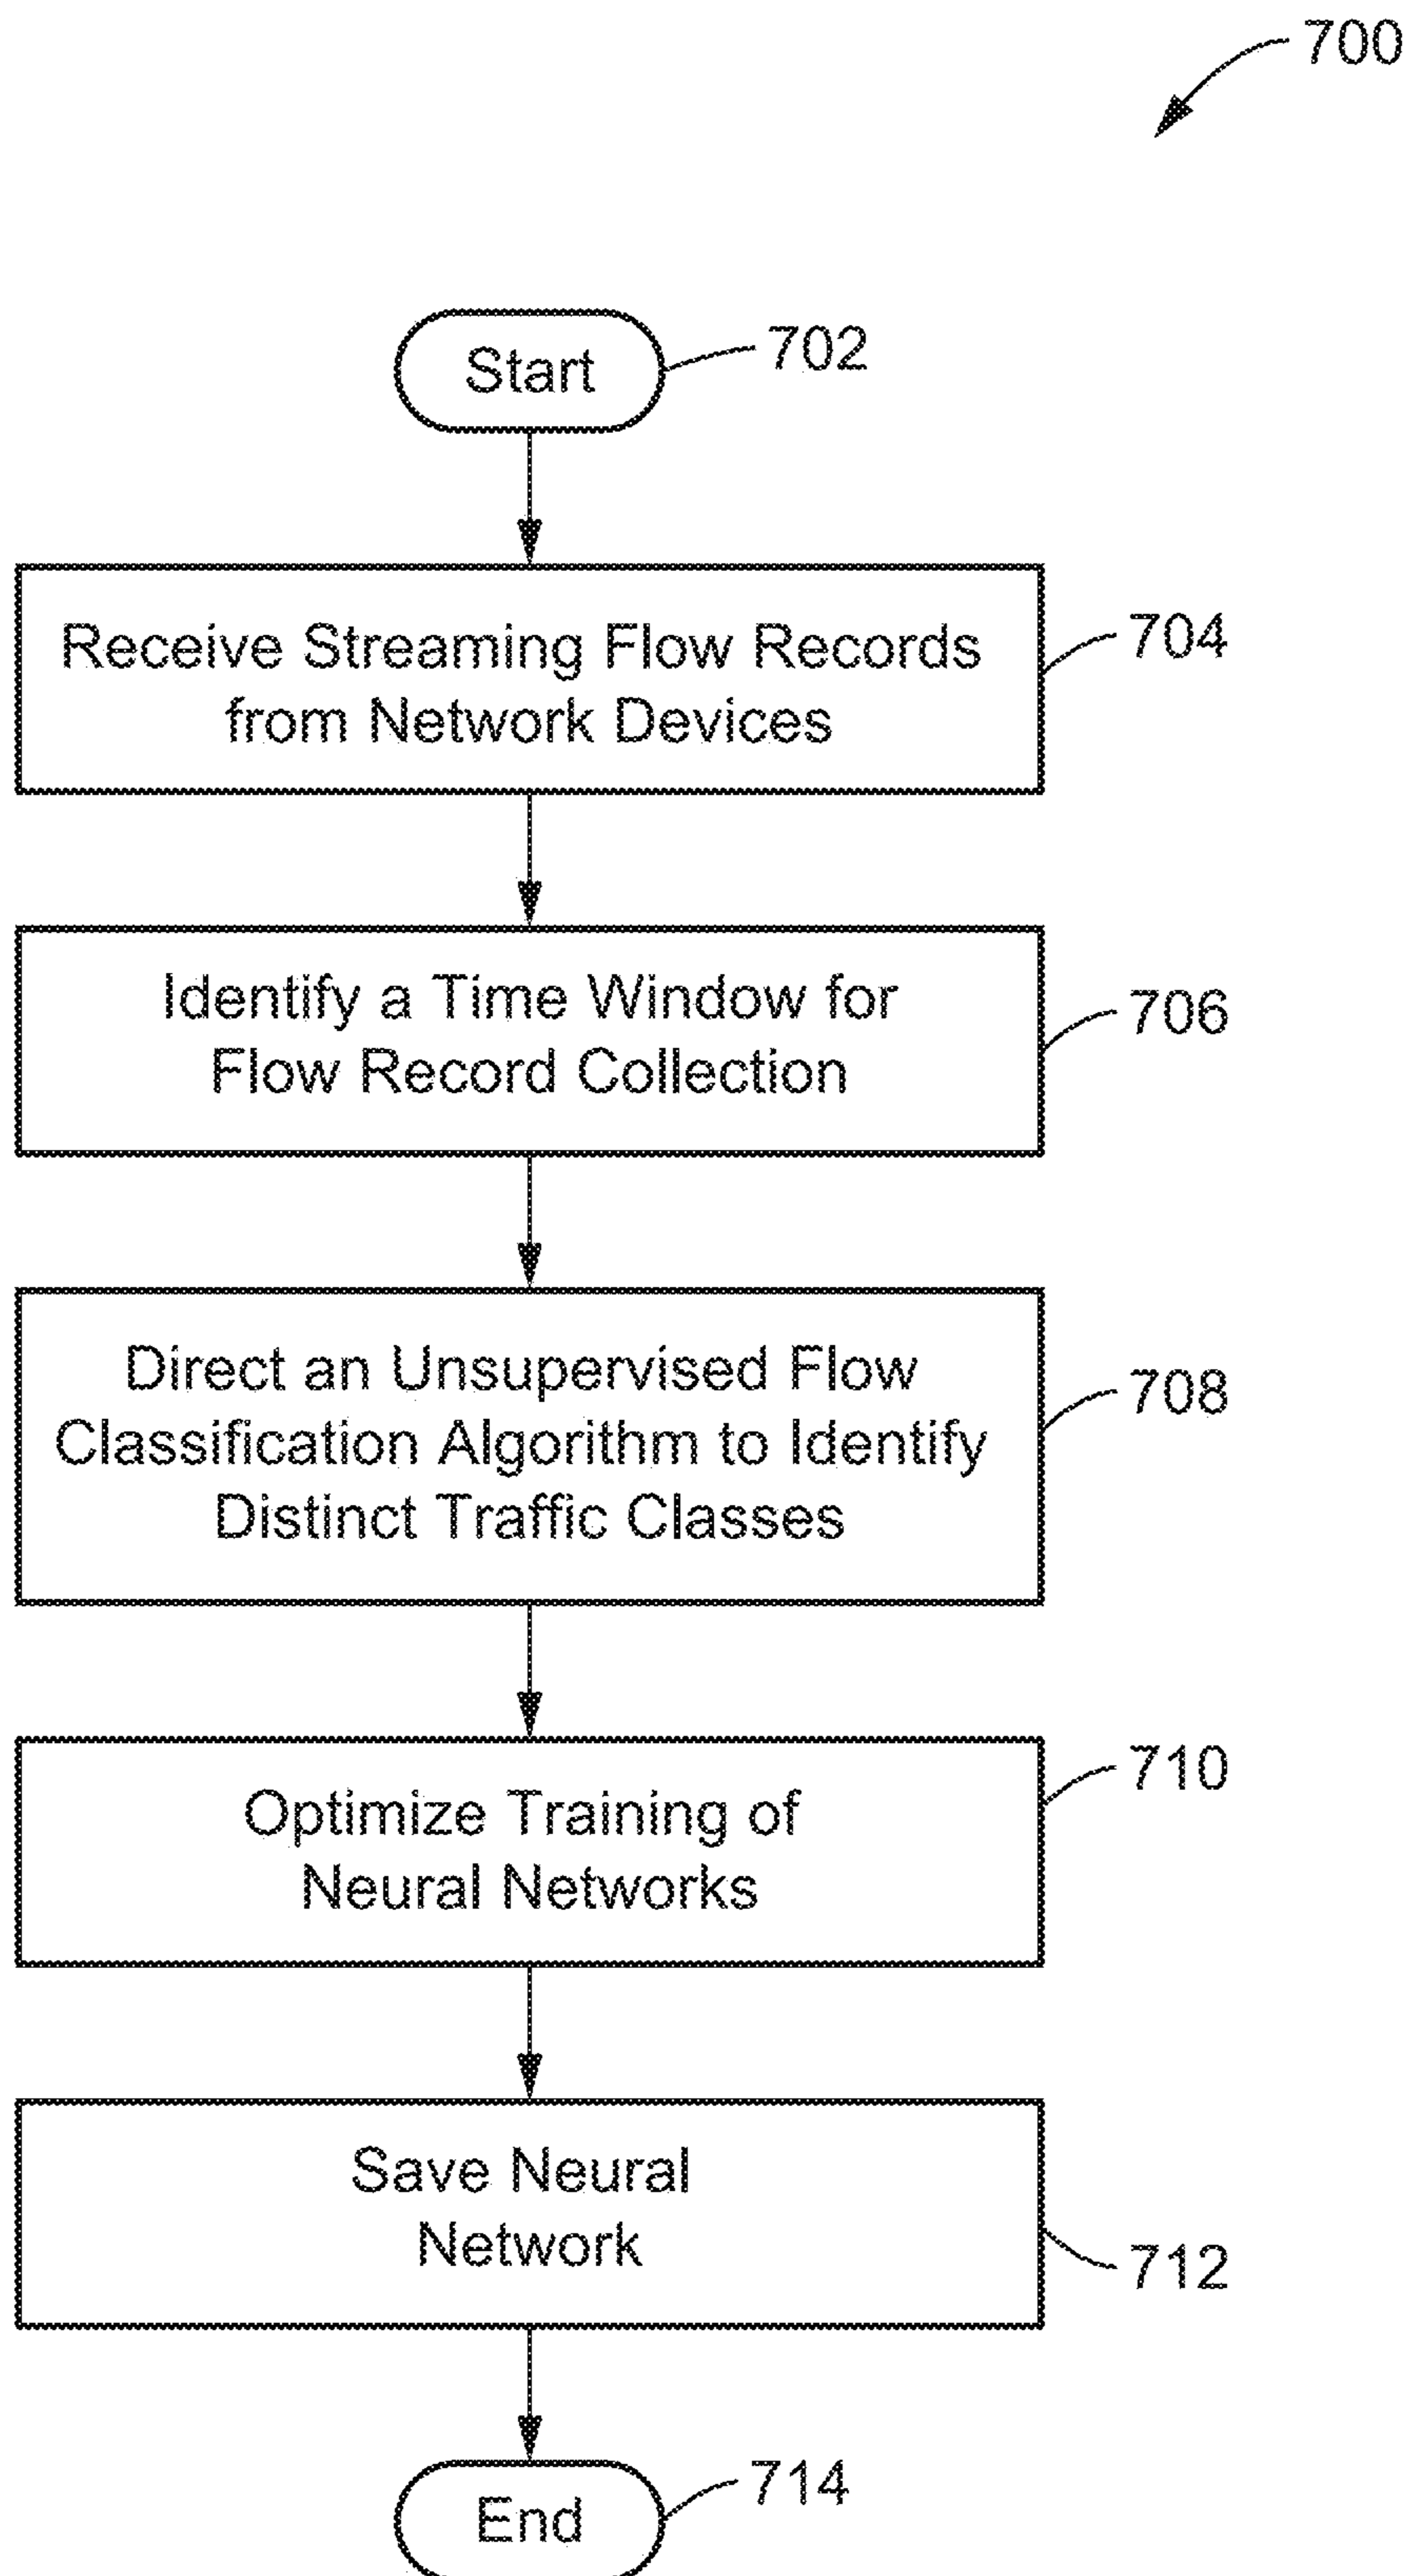 700
Start
702
Receive Streaming Flow Records
from Network Devices
704
Identify a Time Window for
Flow Record Collection
706
Direct an Unsupervised Flow
Classification Algorithm to Identify
Distinct Traffic Classes
708
Optimize Training of
Neural Networks
710
Save Neural
Network
712
End
714